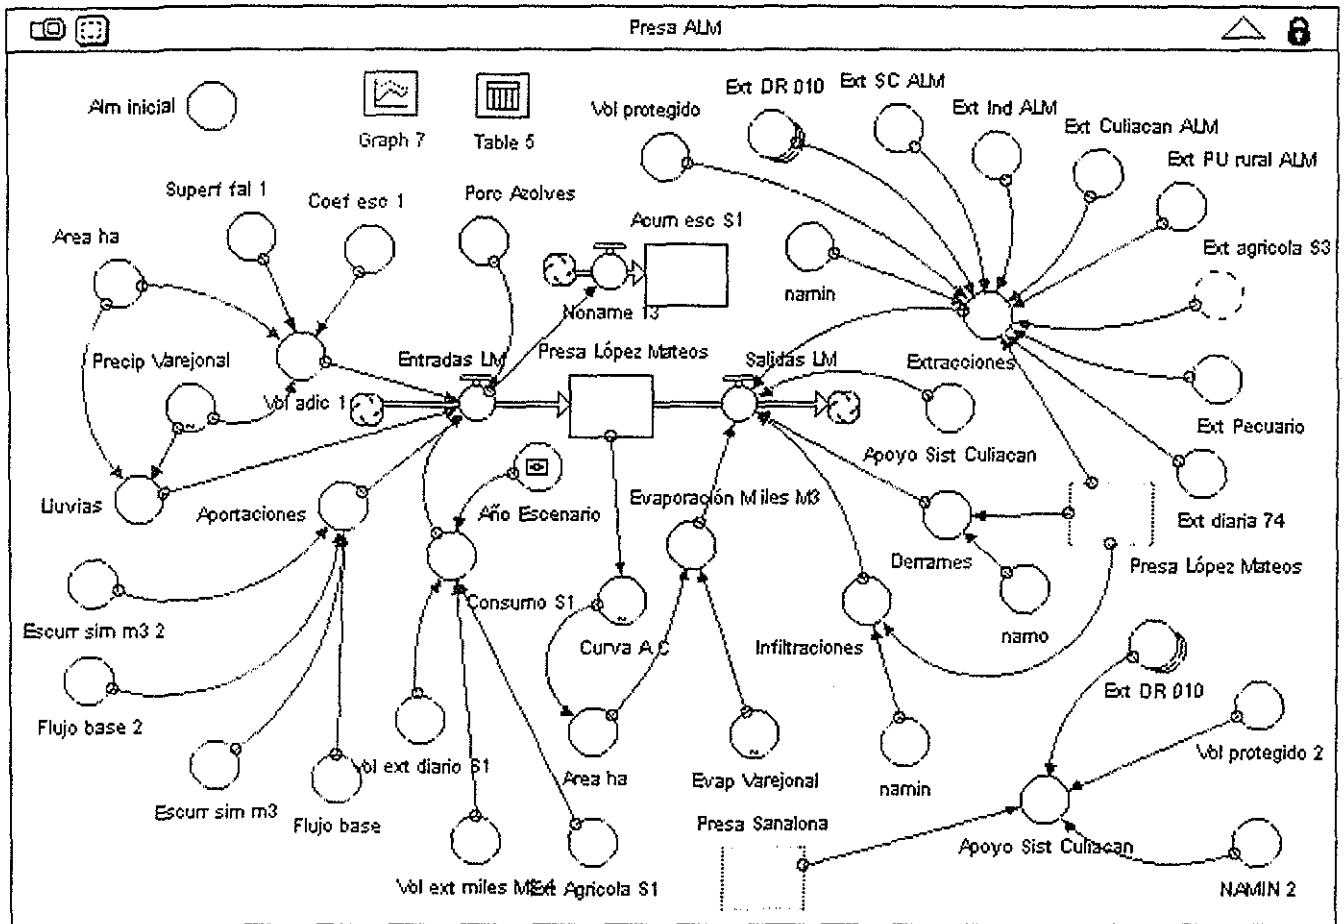 Presa ALM
Alm inicial
Graph 7
Table 5
Vol protegido
Ext DR 010
Ext SC ALM
Ext Ind ALM
Ext Culiacan ALM
Ext PU rural ALM
Superf fal 1
Coef esc 1
Porc Azolves
Acum esc S1
Area ha
Ext agricola S3
namin
Noname 13
Precip Varejonal
Entradas LM
Presa López Mateos
Salidas LM
Extracciones
Vol adic 1
Ext Pecuario
Apoyo Sist Culiacan
Lluvias
Aportaciones
Año Escenario
Evaporación Miles M3
Ext diaria 74
Derrames
Presa López Mateos
Consumo S1
Escurr sim m3 2
Curva A C
Infiltraciones
namo
Ext DR 010
Flujo base 2
Vol ext diario S1
Area ha
Evap Varejonal
namin
Vol protegido 2
Escurr sim m3
Flujo base
Presa Sanalona
Apoyo Sist Culiacan
Vol ext miles
Ext Agricola S1
NAMIN 2